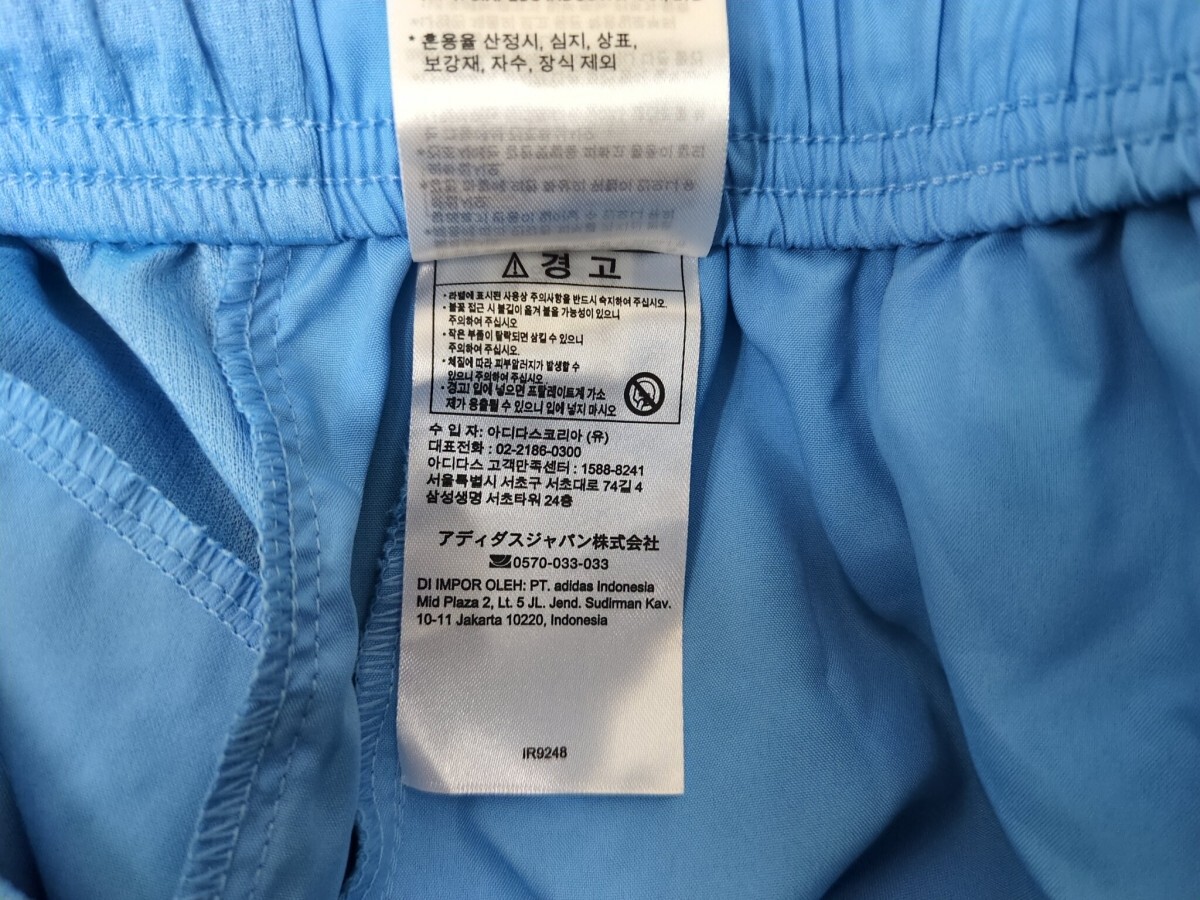 * 혼용율 산정시, 심지, 상표,
보강재, 자수, 장식 제외
⚠ 경 고
• 라벨에 표시된 사용상 주의사항을 반드시 숙지하여 주십시오.
• 불꽃 접근 시 불길이 옮겨 붙을 가능성이 있으니
주의하여 주십시오
• 작은 부품이 탈락되면 삼킬 수 있으니
주의하여 주십시오.
• 체질에 따라 피부알러지가 발생할 수
있으니 주의하여 주십시오
• 경고! 입에 넣으면 프탈레이트계 가소
제가 용출될 수 있으니 입에 넣지 마시오
수 입 자: 아디다스코리아 (유)
대표전화 : 02-2186-0300
아디다스 고객만족센터 : 1588-8241
서울특별시 서초구 서초대로 74길 4
삼성생명 서초타워 24층
アディダスジャパン株式会社
0570-033-033
DI IMPOR OLEH: PT. adidas Indonesia
Mid Plaza 2, Lt. 5 JL. Jend. Sudirman Kav.
10-11 Jakarta 10220, Indonesia
IR9248